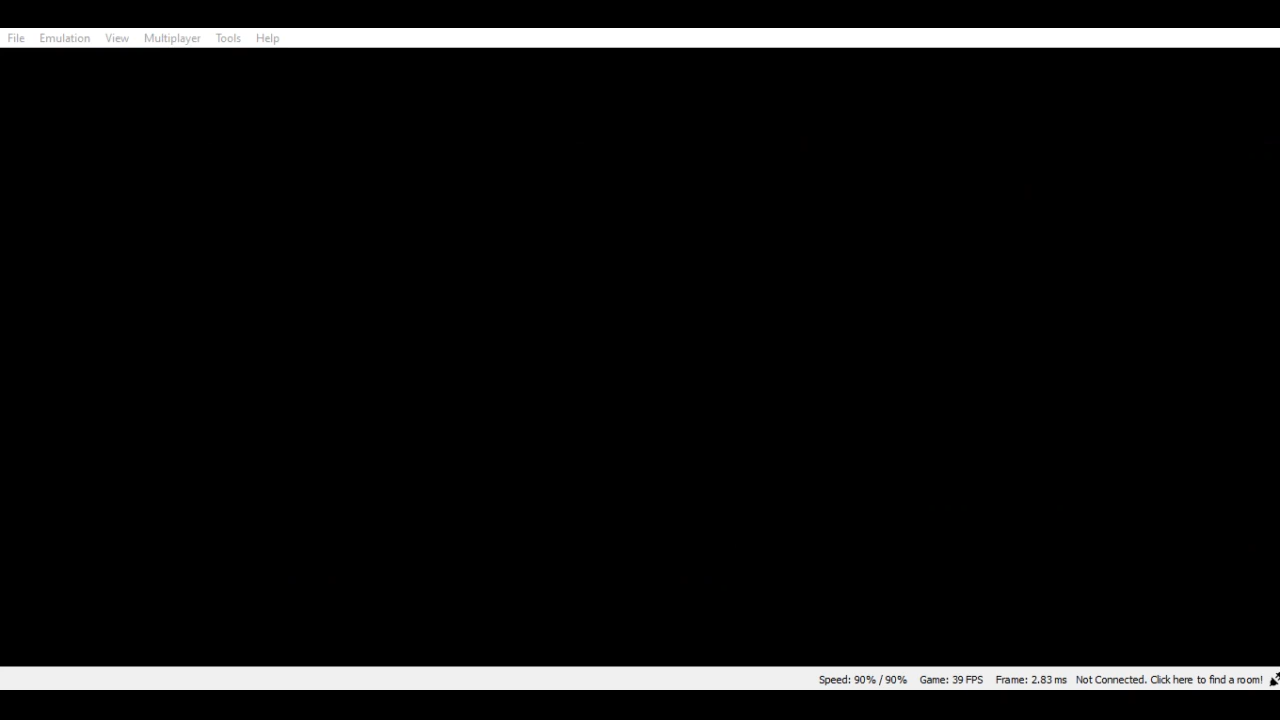 File Emulation View Multiplayer Tools Help
Speed: 90% / 90% Game: 39 FPS Frame: 2.83 ms Not Connected. Click here to find a room!